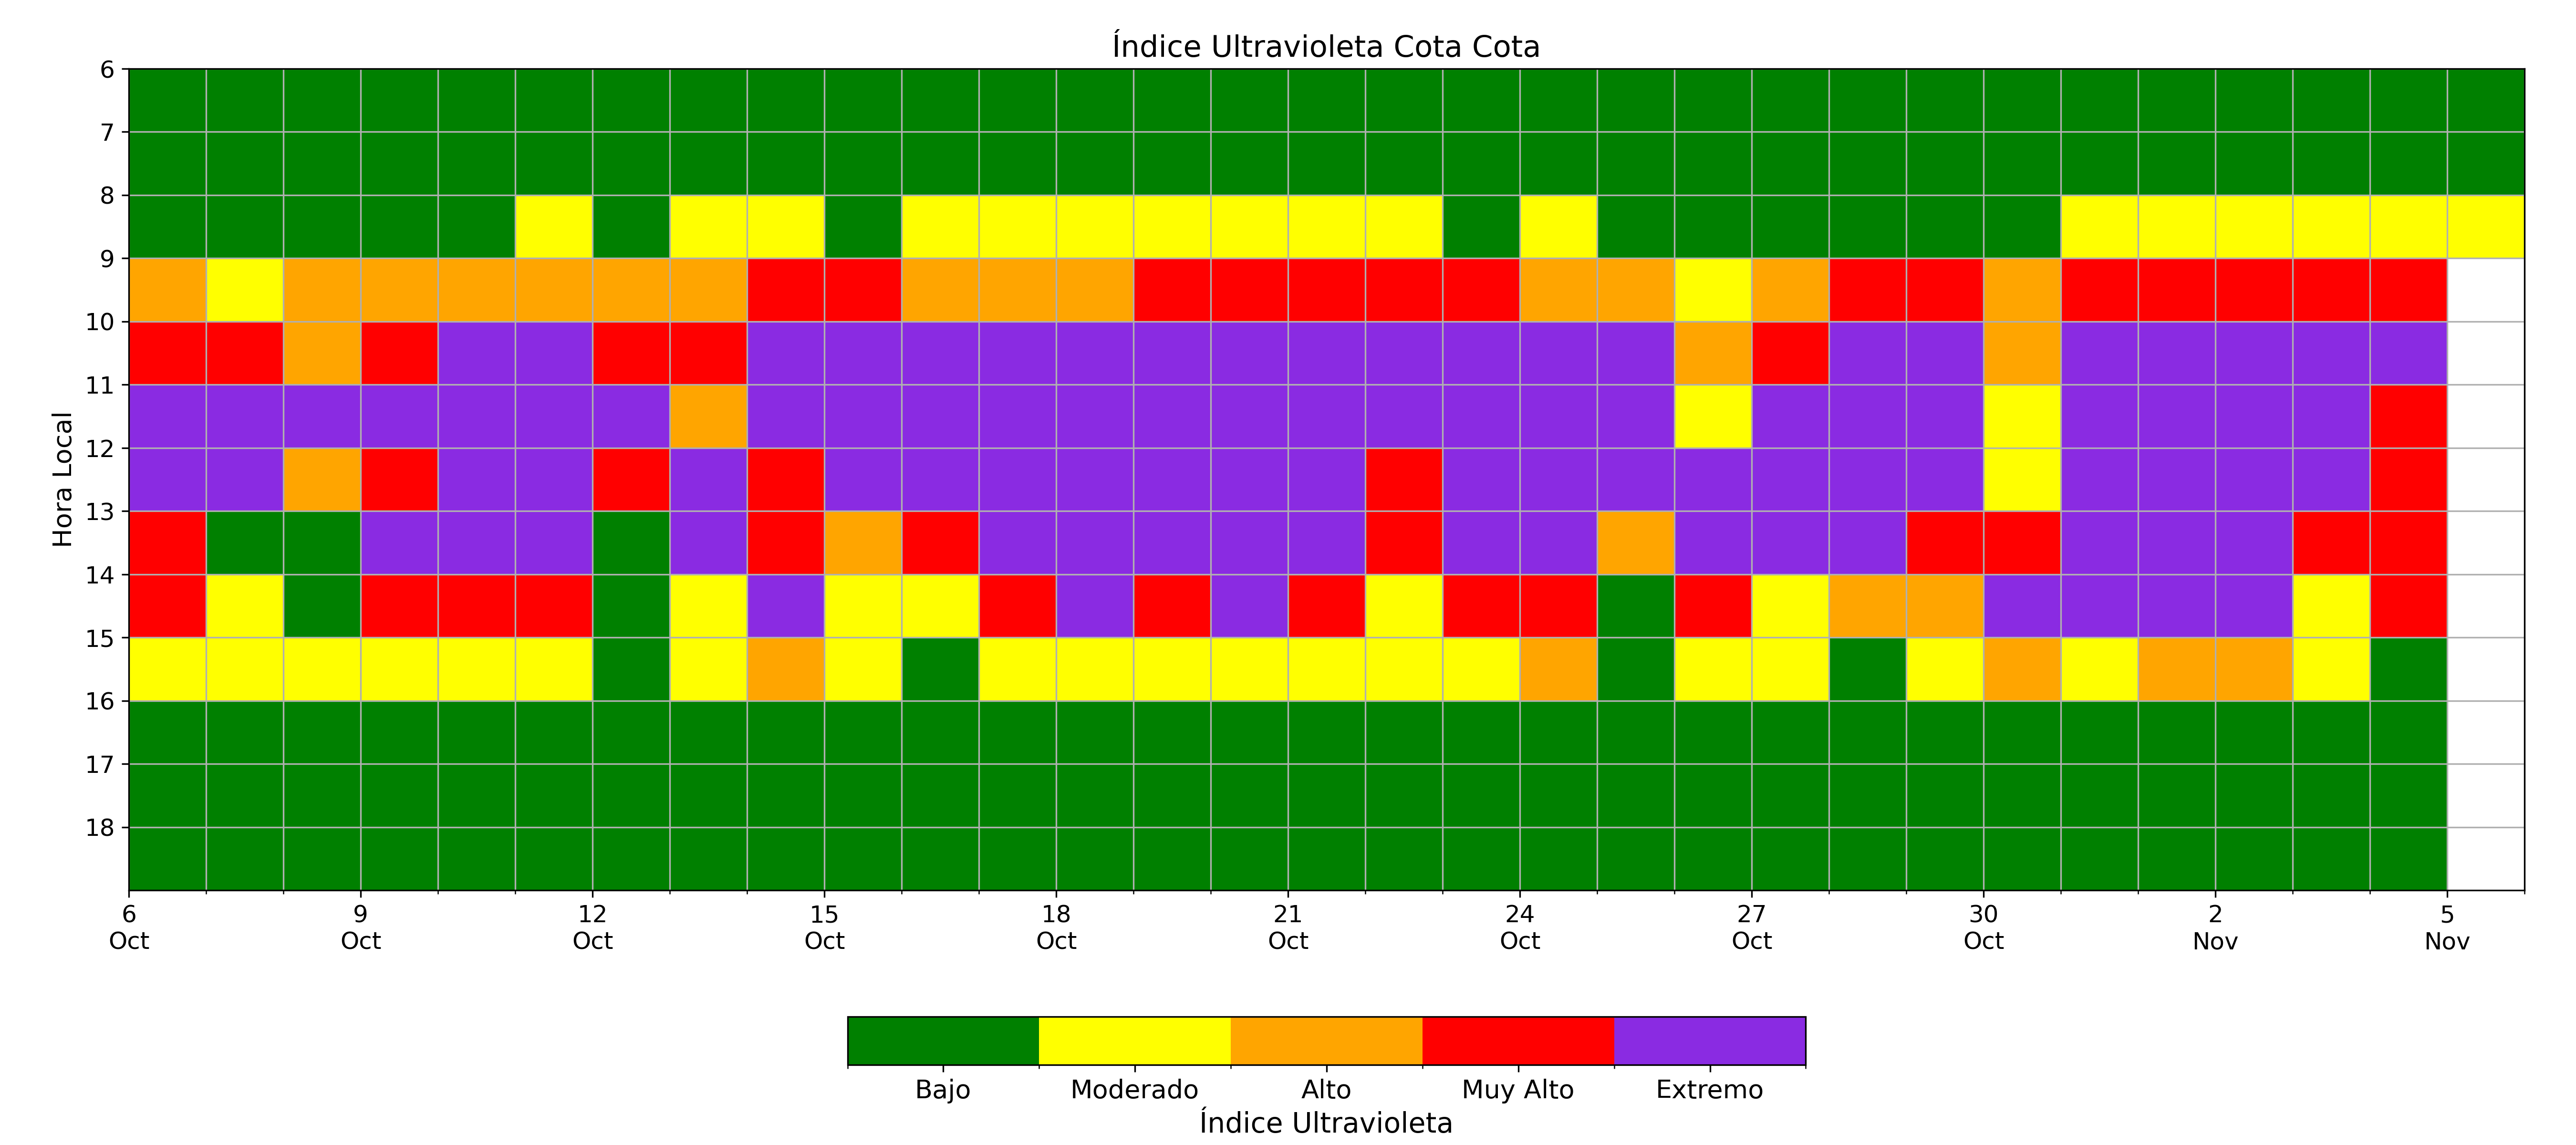 Índice Ultravioleta Cota Cota
Hora Local
6
7
8
9
10
11
12
13
14
15
16
17
18
6 9 12 15 18 21 24 27 30 2 5
Oct Oct Oct Oct Oct Oct Oct Oct Oct Nov Nov
Bajo Moderado Alto Muy Alto Extremo
Índice Ultravioleta